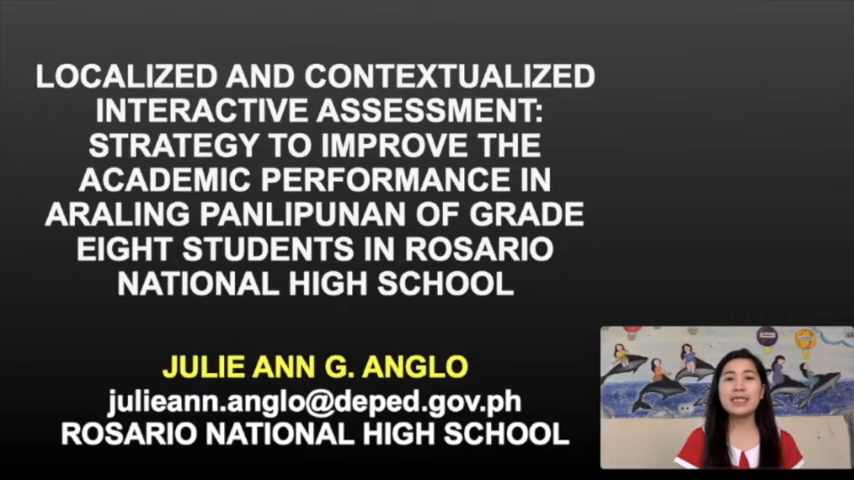 LOCALIZED AND CONTEXTUALIZED
INTERACTIVE ASSESSMENT:
STRATEGY TO IMPROVE THE
ACADEMIC PERFORMANCE IN
ARALING PANLIPUNAN OF GRADE
EIGHT STUDENTS IN ROSARIO
NATIONAL HIGH SCHOOL
JULIE ANN G. ANGLO
julieann.anglo@deped.gov.ph
ROSARIO NATIONAL HIGH SCHOOL